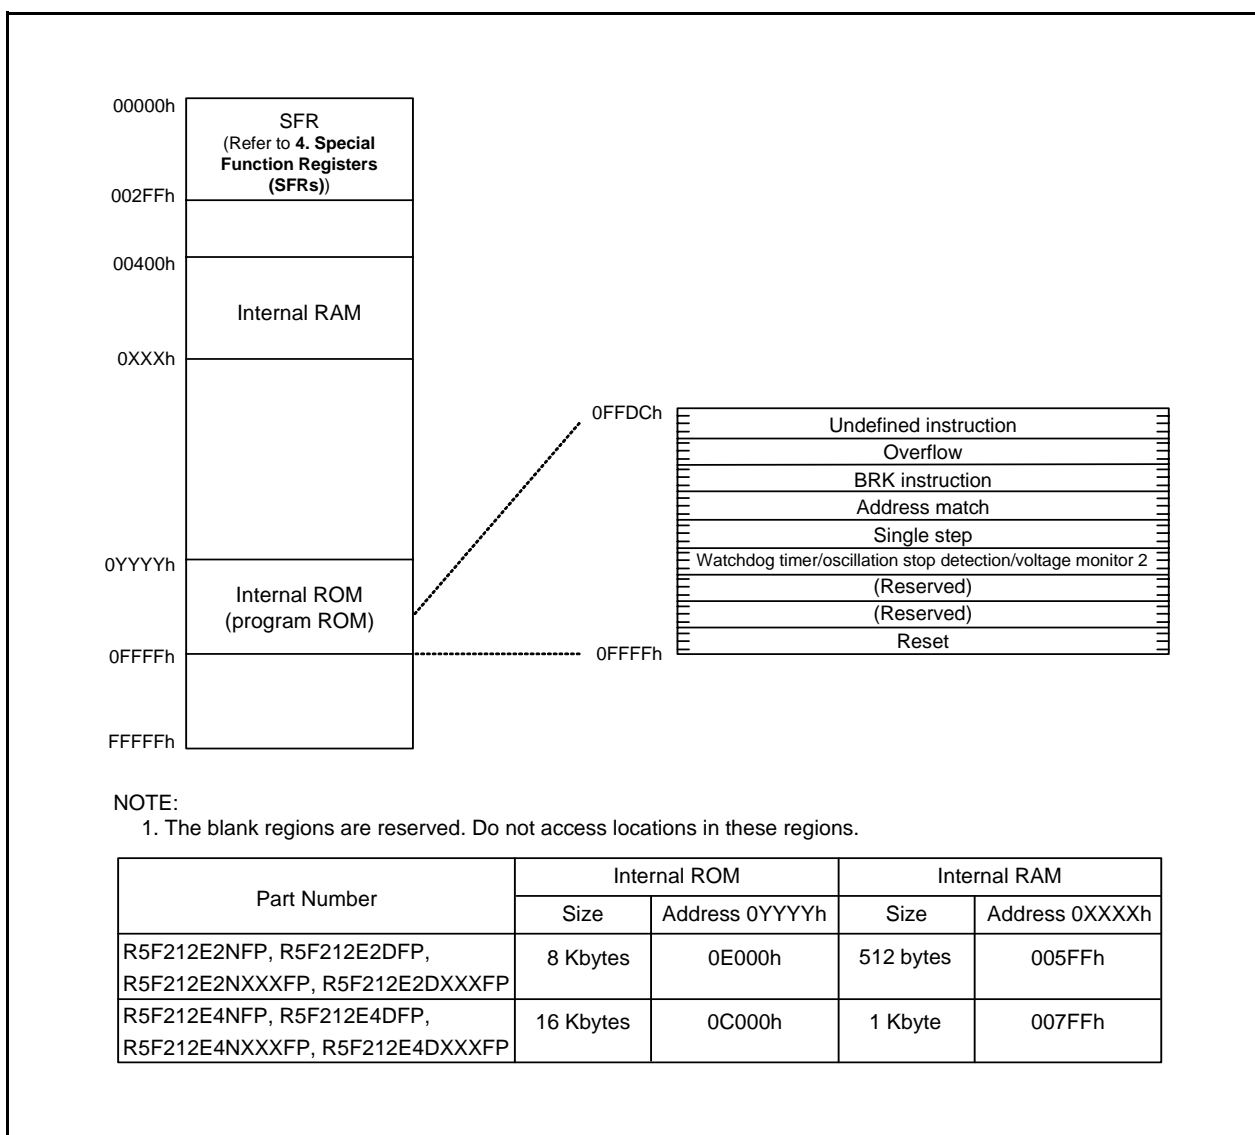 00000h
SFR
(Refer to 4. Special
Function Registers
(SFRs))
002FFh
00400h
Internal RAM
0XXXh
0YYYYh
Internal ROM
(program ROM)
0FFFFh
FFFFFh
0FFDCh
Undefined instruction
Overflow
BRK instruction
Address match
Single step
Watchdog timer/oscillation stop detection/voltage monitor 2
(Reserved)
(Reserved)
Reset
0FFFFh
NOTE:
1. The blank regions are reserved. Do not access locations in these regions.
Part Number Internal ROM Internal RAM
Size Address 0YYYYh Size Address 0XXXXh
R5F212E2NFP, R5F212E2DFP,
R5F212E2NXXXFP, R5F212E2DXXXFP
8 Kbytes 0E000h 512 bytes 005FFh
R5F212E4NFP, R5F212E4DFP,
R5F212E4NXXXFP, R5F212E4DXXXFP
16 Kbytes 0C000h 1 Kbyte 007FFh